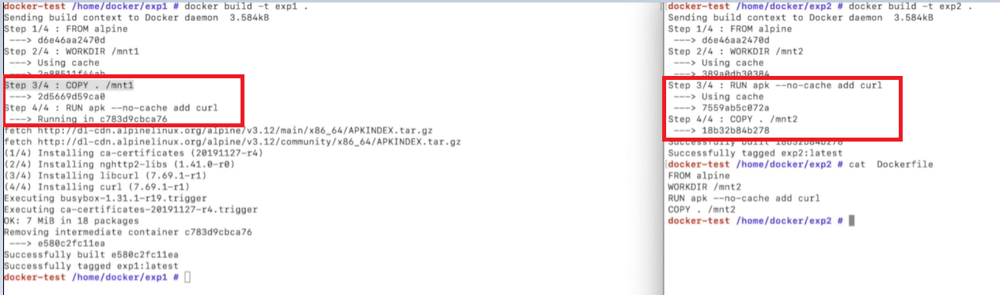 docker-test /home/docker/exp1 # docker build -t exp1 .
Sending build context to Docker daemon  3.584kB
Step 1/4 : FROM alpine
 ---> d6e46aa2470d
Step 2/4 : WORKDIR /mnt1
 ---> Using cache
 ---> 2e88511f44ab
Step 3/4 : COPY . /mnt1
 ---> 2d5669d59ca0
Step 4/4 : RUN apk --no-cache add curl
 ---> Running in c783d9cbca76
fetch http://dl-cdn.alpinelinux.org/alpine/v3.12/main/x86_64/APKINDEX.tar.gz
fetch http://dl-cdn.alpinelinux.org/alpine/v3.12/community/x86_64/APKINDEX.tar.gz
(1/4) Installing ca-certificates (20191127-r4)
(2/4) Installing nghttp2-libs (1.41.0-r0)
(3/4) Installing libcurl (7.69.1-r1)
(4/4) Installing curl (7.69.1-r1)
Executing busybox-1.31.1-r19.trigger
Executing ca-certificates-20191127-r4.trigger
OK: 7 MiB in 18 packages
Removing intermediate container c783d9cbca76
 ---> e580c2fc11ea
Successfully built e580c2fc11ea
Successfully tagged exp1:latest
docker-test /home/docker/exp1 #
docker-test /home/docker/exp2 # docker build -t exp2 .
Sending build context to Docker daemon  3.584kB
Step 1/4 : FROM alpine
 ---> d6e46aa2470d
Step 2/4 : WORKDIR /mnt2
 ---> Using cache
 ---> 389a0db30384
Step 3/4 : RUN apk --no-cache add curl
 ---> Using cache
 ---> 7559ab5c072a
Step 4/4 : COPY . /mnt2
 ---> 18b32b84b278
Successfully built 18b32b84b278
Successfully tagged exp2:latest
docker-test /home/docker/exp2 # cat  Dockerfile
FROM alpine
WORKDIR /mnt2
RUN apk --no-cache add curl
COPY . /mnt2
docker-test /home/docker/exp2 #